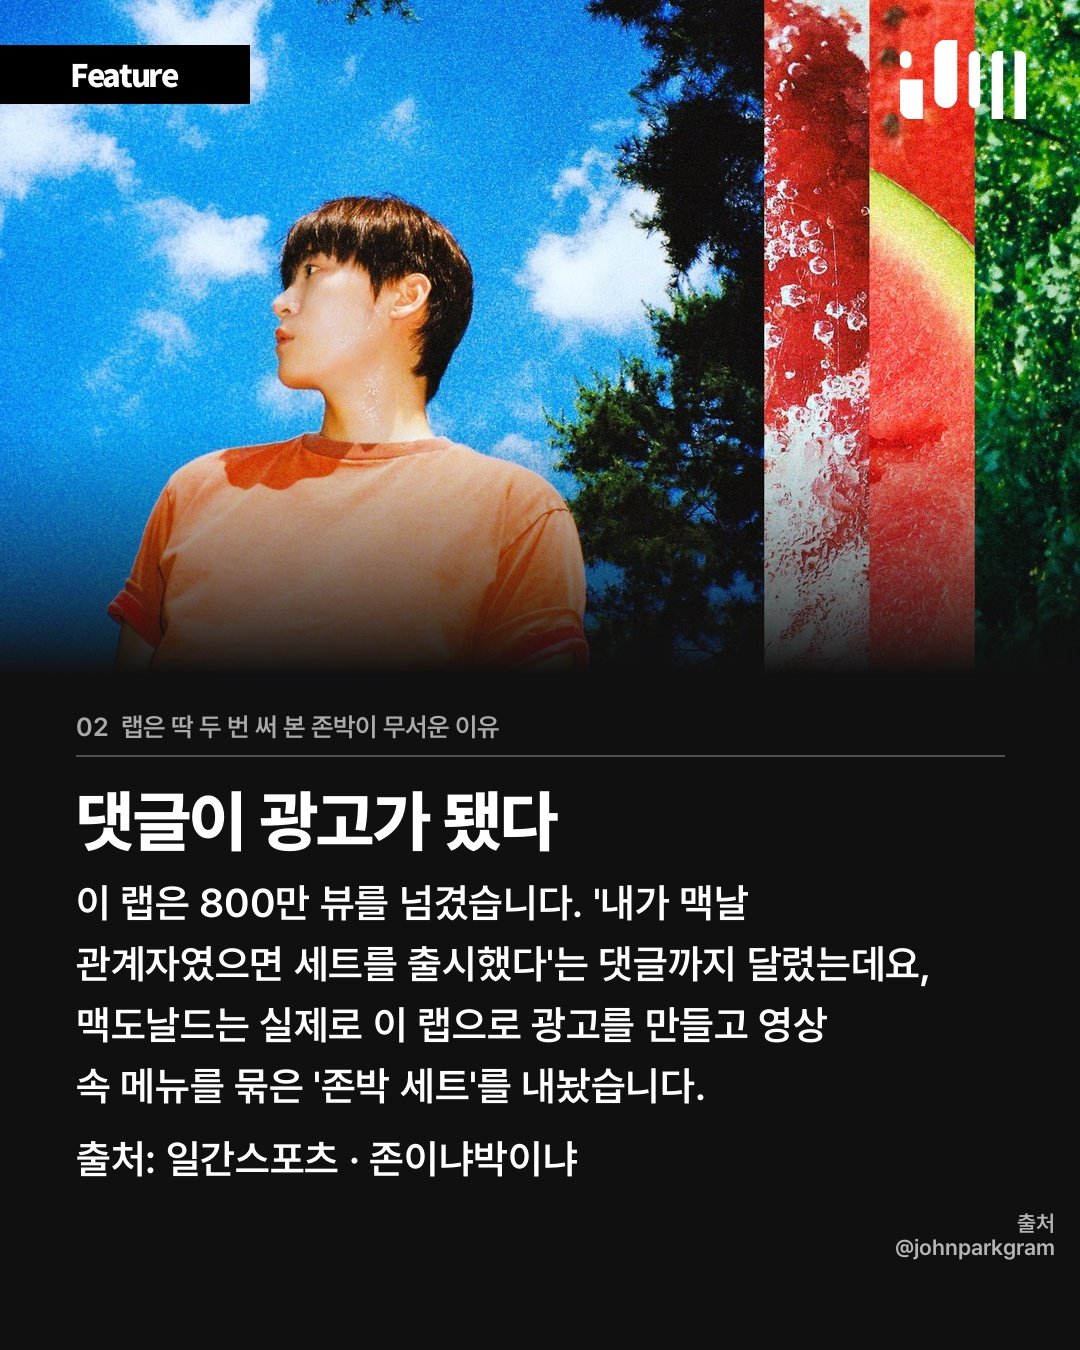 Feature
idm
02 랩은 딱 두 번 써 본 존박이 무서운 이유
댓글이 광고가 됐다
이 랩은 800만 뷰를 넘겼습니다. '내가 맥날
관계자였으면 세트를 출시했다'는 댓글까지 달렸는데요,
맥도날드는 실제로 이 랩으로 광고를 만들고 영상
속 메뉴를 묶은 '존박 세트'를 내놨습니다.
출처: 일간스포츠 · 존이냐박이냐
출처
@johnparkgram